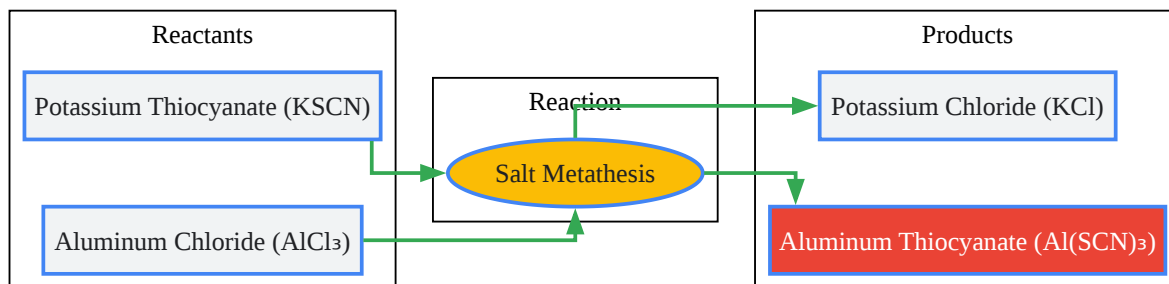 Reactants
Potassium Thiocyanate (KSCN)
Aluminum Chloride (AlCl₃)
Reaction
Salt Metathesis
Products
Potassium Chloride (KCl)
Aluminum Thiocyanate (Al(SCN)₃)